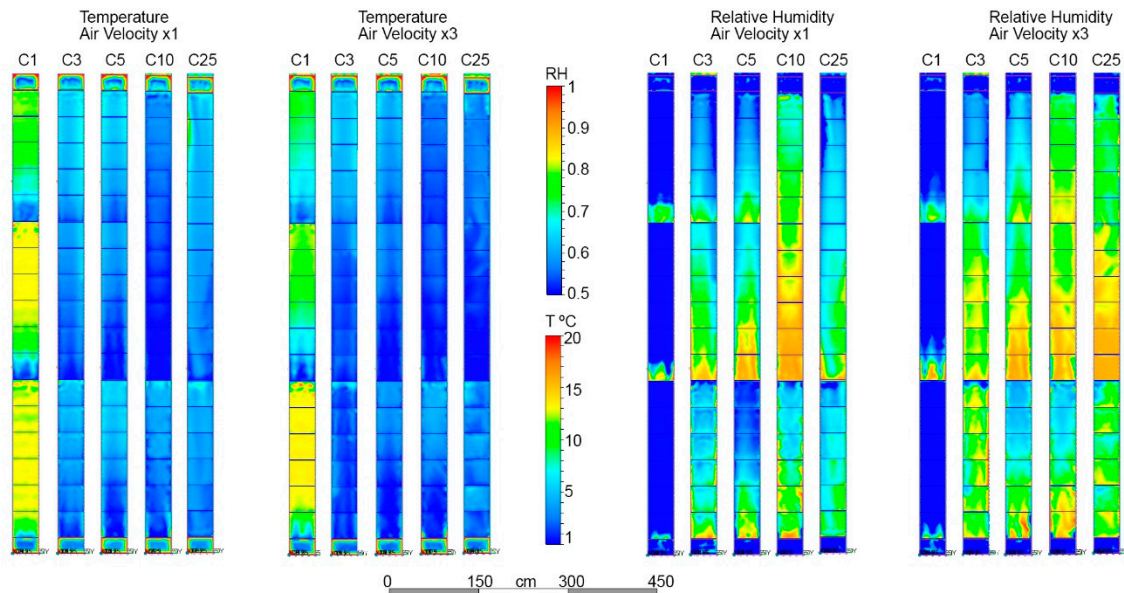 Temperature
Air Velocity x1
Temperature
Air Velocity x3
Relative Humidity
Air Velocity x1
Relative Humidity
Air Velocity x3
C1 C3 C5 C10 C25
C1 C3 C5 C10 C25
C1 C3 C5 C10 C25
C1 C3 C5 C10 C25
RH
1
0.9
0.8
0.7
0.6
0.5
T ºC
20
15
10
5
1
0 150 cm 300 450